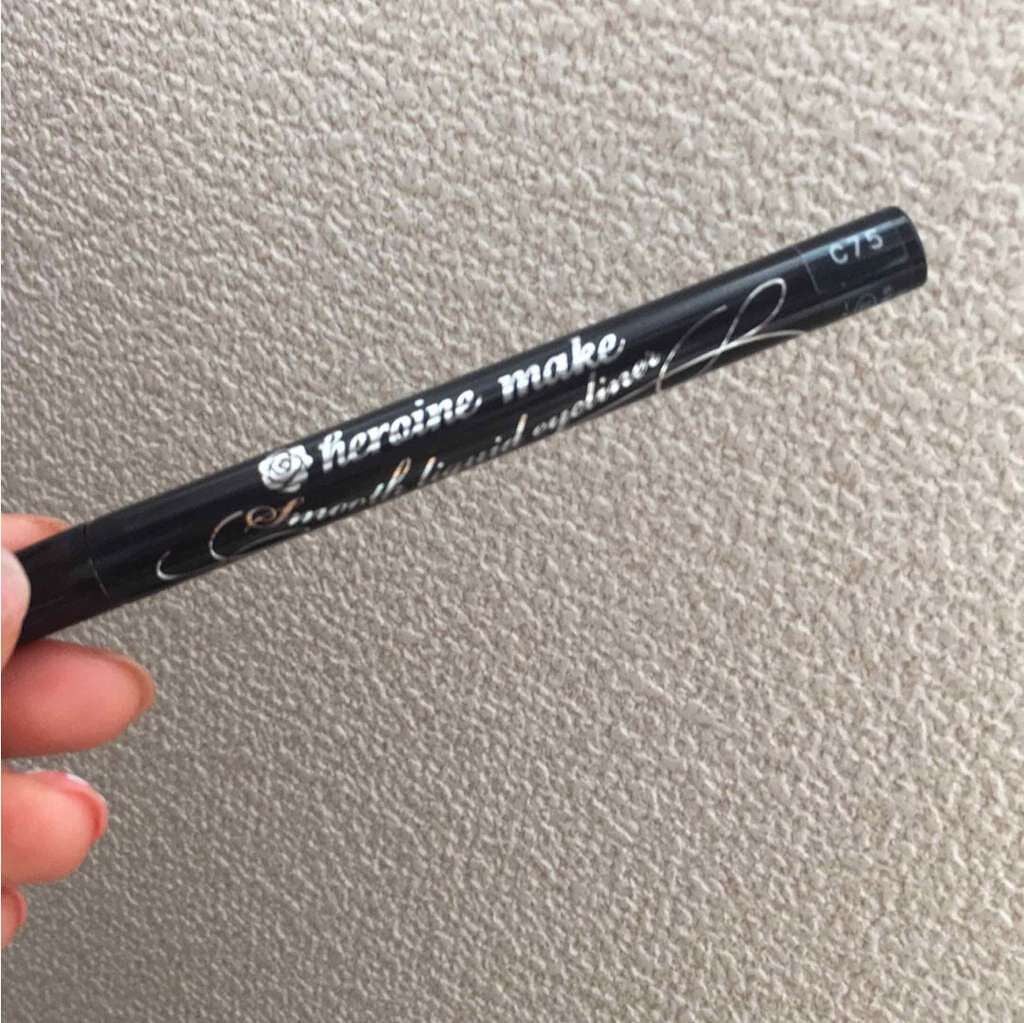 heroine make
Smooth liquid eyeliner
C75